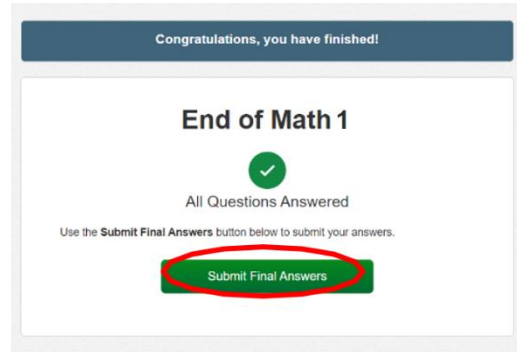 Congratulations, you have finished!
End of Math 1
All Questions Answered
Use the Submit Final Answers button below to submit your answers.
Submit Final Answers